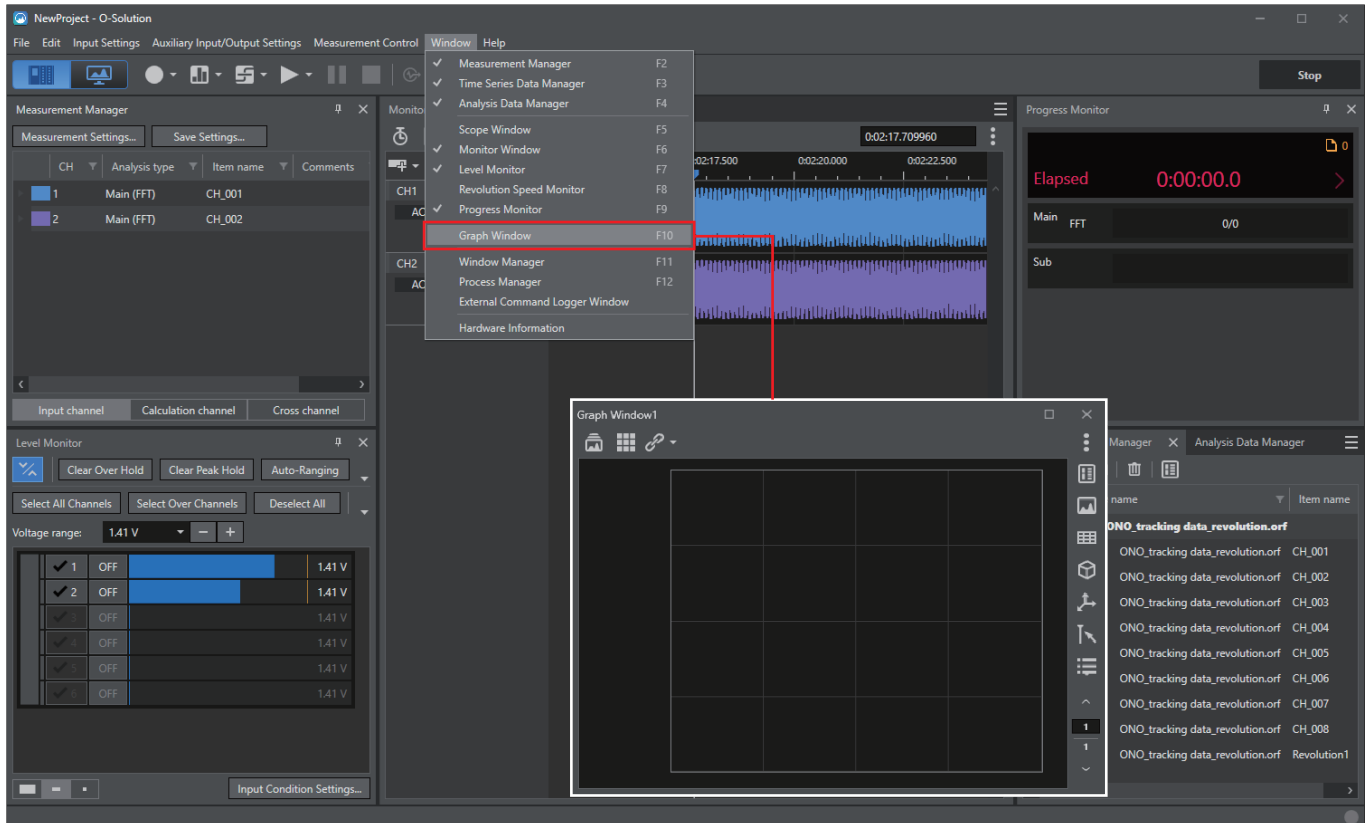 NewProject - O-Solution
File Edit Input Settings Auxiliary Input/Output Settings Measurement Control Window Help
Stop
Measurement Manager
Measurement Settings... Save Settings...
CH Analysis type Item name Comments
1 Main (FFT) CH_001
2 Main (FFT) CH_002
Input channel Calculation channel Cross channel
Level Monitor
Clear Over Hold Clear Peak Hold Auto-Ranging
Select All Channels Select Over Channels Deselect All
Voltage range: 1.41 V
1 OFF 1.41 V
2 OFF 1.41 V
3 OFF 1.41 V
4 OFF 1.41 V
5 OFF 1.41 V
6 OFF 1.41 V
Input Condition Settings...
Measurement Manager F2
Time Series Data Manager F3
Analysis Data Manager F4
Scope Window F5
Monitor Window F6
Level Monitor F7
Revolution Speed Monitor F8
Progress Monitor F9
Graph Window F10
Window Manager F11
Process Manager F12
External Command Logger Window
Hardware Information
Monito
0:02:17.709960
:02:17.500 0:02:20.000 0:02:22.500
CH1
AC
CH2
AC
Graph Window1
1
1
Progress Monitor
0
Elapsed 0:00:00.0
Main FFT 0/0
Sub
Manager Analysis Data Manager
name Item name
ONO_tracking data_revolution.orf
ONO_tracking data_revolution.orf CH_001
ONO_tracking data_revolution.orf CH_002
ONO_tracking data_revolution.orf CH_003
ONO_tracking data_revolution.orf CH_004
ONO_tracking data_revolution.orf CH_005
ONO_tracking data_revolution.orf CH_006
ONO_tracking data_revolution.orf CH_007
ONO_tracking data_revolution.orf CH_008
ONO_tracking data_revolution.orf Revolution1